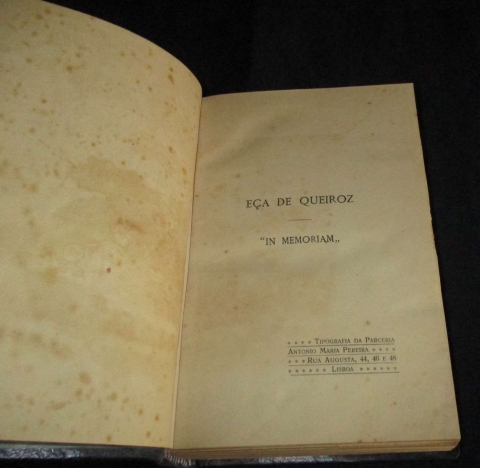 EÇA DE QUEIROZ
"IN MEMORIAM„
* * * * TIPOGRAFIA DA PARCERIA
ANTONIO MARIA PEREIRA * * * *
* * * RUA AUGUSTA, 44, 46 E 48
* * * * * * LISBOA * * * * * *